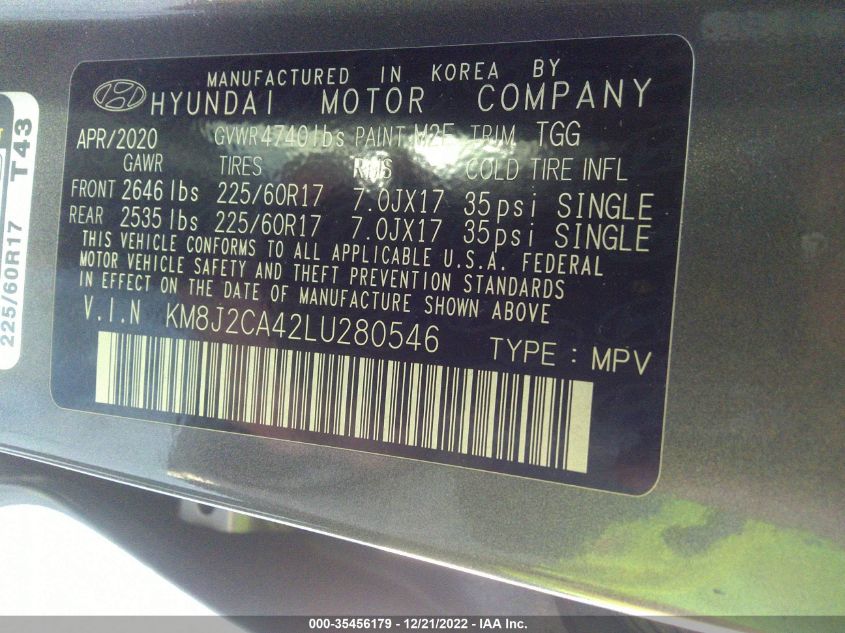 MANUFACTURED IN KOREA BY
HYUNDAI MOTOR COMPANY
APR/2020 GVWR 4740 lbs PAINT M2F TRIM TGG
GAWR TIRES RIMS COLD TIRE INFL
FRONT 2646 lbs 225/60R17 7.0JX17 35psi SINGLE
REAR 2535 lbs 225/60R17 7.0JX17 35psi SINGLE
THIS VEHICLE CONFORMS TO ALL APPLICABLE U.S.A. FEDERAL
MOTOR VEHICLE SAFETY AND THEFT PREVENTION STANDARDS
IN EFFECT ON THE DATE OF MANUFACTURE SHOWN ABOVE
V.I.N KM8J2CA42LU280546 TYPE : MPV
225/60R17 T43
000-35456179 - 12/21/2022 - IAA Inc.